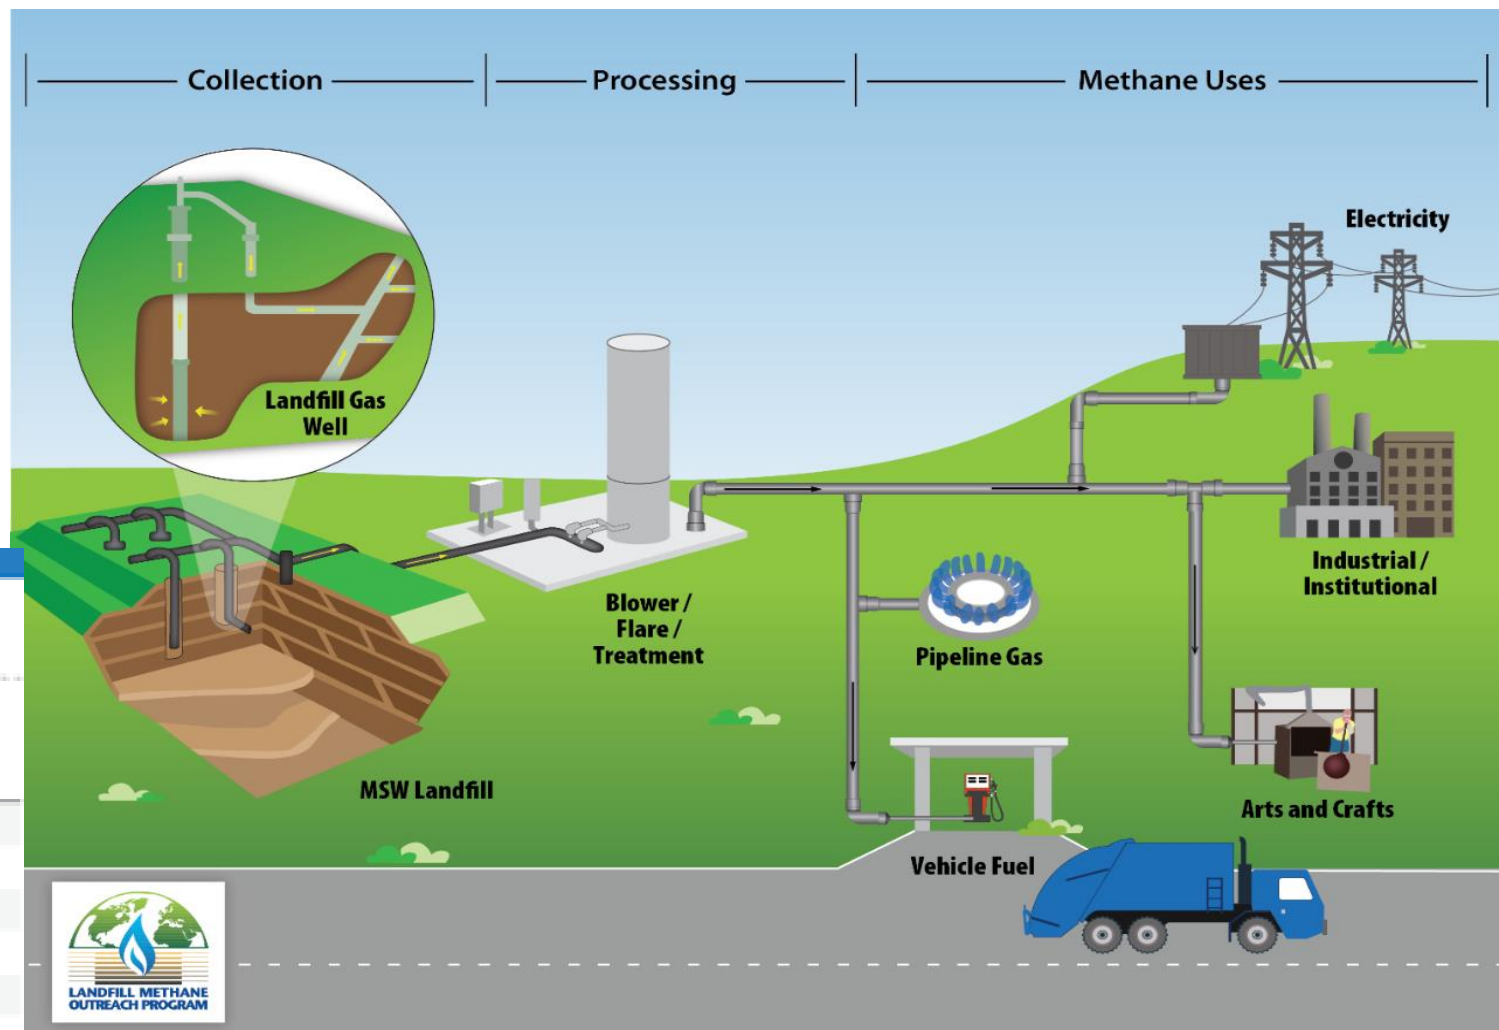 Collection
Processing
Methane Uses
Electricity
Landfill Gas
Well
Industrial /
Institutional
Blower /
Flare /
Treatment
Pipeline Gas
MSW Landfill
Arts and Crafts
Vehicle Fuel
LANDFILL METHANE
OUTREACH PROGRAM